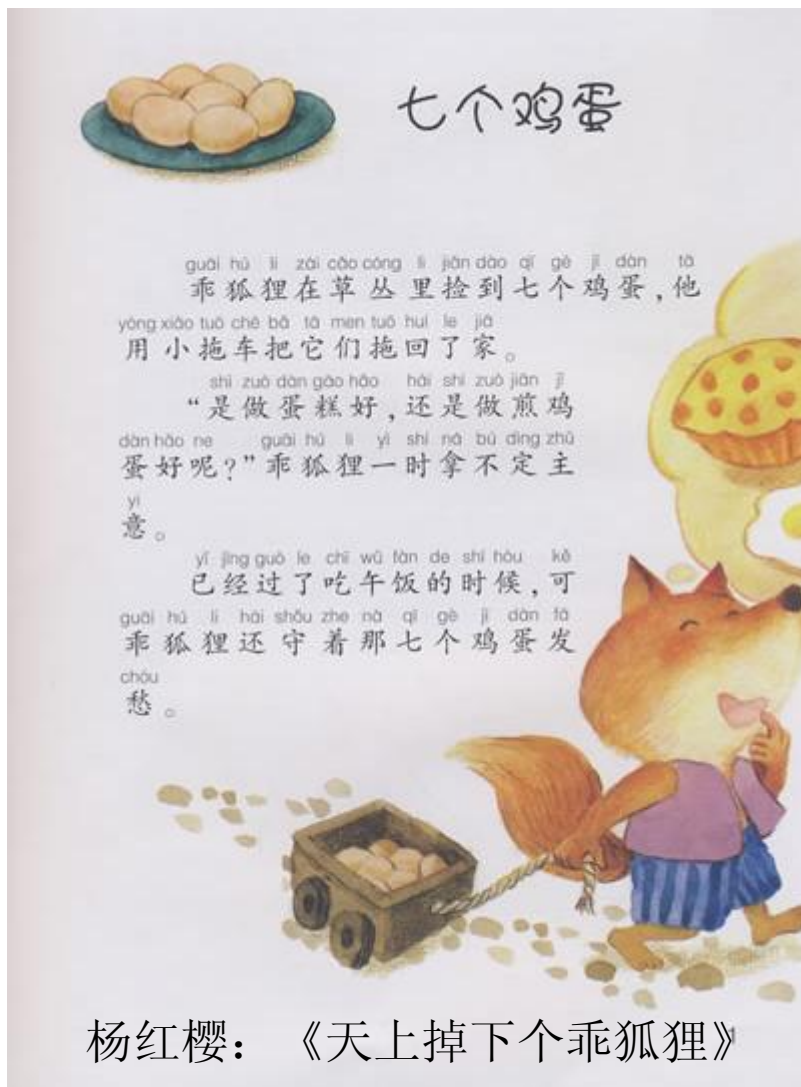 七个鸡蛋
guāi hú li zài cǎo cóng li jiǎn dào qī gè jī dàn tā
乖狐狸在草丛里捡到七个鸡蛋，他
yòng xiǎo tuō chē bǎ tā men tuō huí le jiā
用小拖车把它们拖回了家。
shì zuò dàn gāo hǎo hái shì zuò jiān jī
“是做蛋糕好，还是做煎鸡
dàn hǎo ne guāi hú li yì shí ná bú dìng zhǔ
蛋好呢？”乖狐狸一时拿不定主
yi
意。
yǐ jīng guò le chī wǔ fàn de shí hòu kě
已经过了吃午饭的时候，可
guāi hú li hái shǒu zhe nà qī gè jī dàn fā
乖狐狸还守着那七个鸡蛋发
chóu
愁。
杨红樱：《天上掉下个乖狐狸》